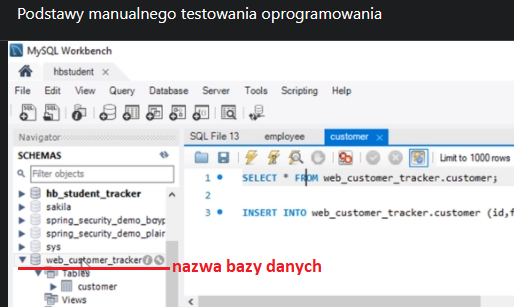 Podstawy manualnego testowania oprogramowania
MySQL Workbench
hbstudent ×
File Edit View Query Database Server Tools Scripting Help
Navigator
SQL File 13 employee customer ×
SCHEMAS
Limit to 1000 rows
Filter objects
1 SELECT * FROM web_customer_tracker.customer;
hb_student_tracker
sakila
2
spring_security_demo_bcyp
3 INSERT INTO web_customer_tracker.customer (id,f
spring_security_demo_plair
sys
web_customer_tracker
nazwa bazy danych
Tables
customer
Views